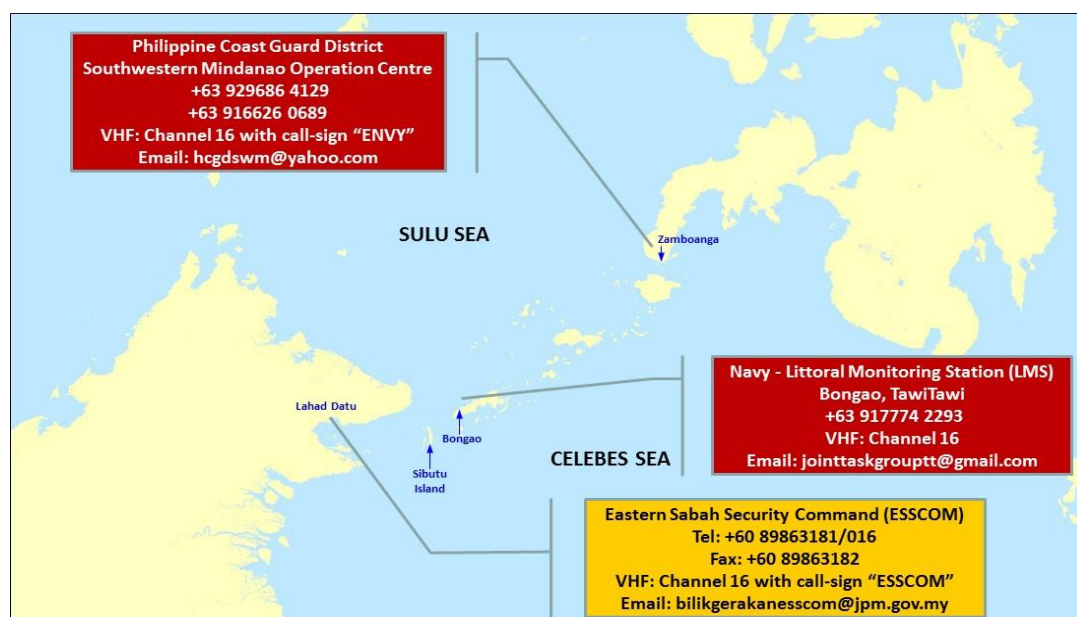 Philippine Coast Guard District
Southwestern Mindanao Operation Centre
+63 929686 4129
+63 916626 0689
VHF: Channel 16 with call-sign “ENVY”
Email: hcgdswm@yahoo.com
SULU SEA
Zamboanga
Navy - Littoral Monitoring Station (LMS)
Bongao, TawiTawi
+63 917774 2293
VHF: Channel 16
Email: jointtaskgrouptt@gmail.com
Lahad Datu
Bongao
CELEBES SEA
Sibutu
Island
Eastern Sabah Security Command (ESSCOM)
Tel: +60 89863181/016
Fax: +60 89863182
VHF: Channel 16 with call-sign “ESSCOM”
Email: bilikgerakanesscom@jpm.gov.my